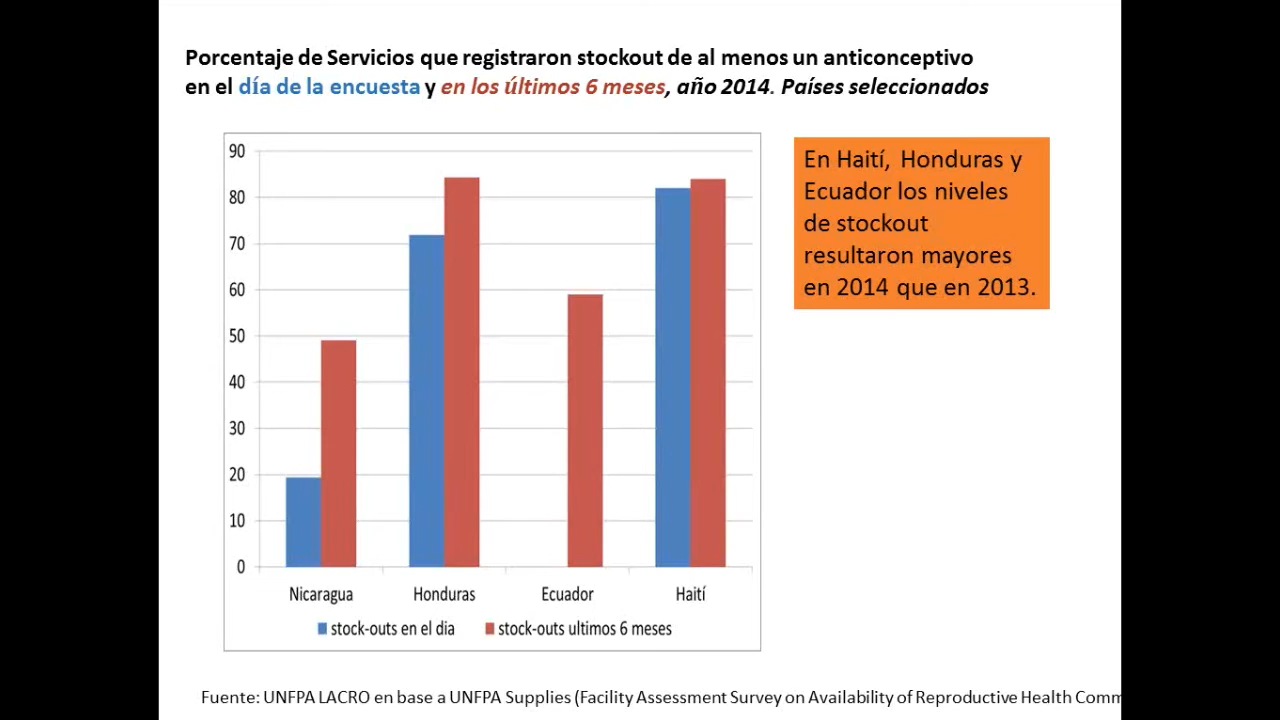 Porcentaje de Servicios que registraron stockout de al menos un anticonceptivo
en el día de la encuesta y en los últimos 6 meses, año 2014. Países seleccionados
En Haití, Honduras y
Ecuador los niveles
de stockout
resultaron mayores
en 2014 que en 2013.
90
80
70
60
50
40
30
20
10
0
Nicaragua Honduras Ecuador Haití
stock-outs en el dia stock-outs ultimos 6 meses
Fuente: UNFPA LACRO en base a UNFPA Supplies (Facility Assessment Survey on Availability of Reproductive Health Comm